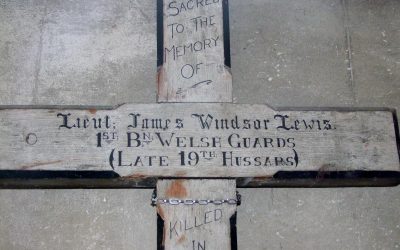 SACRED
TO THE
MEMORY
OF
Lieut; James Windsor Lewis.
1ST BN WELSH GUARDS
(LATE 19TH HUSSARS)
KILLED
IN